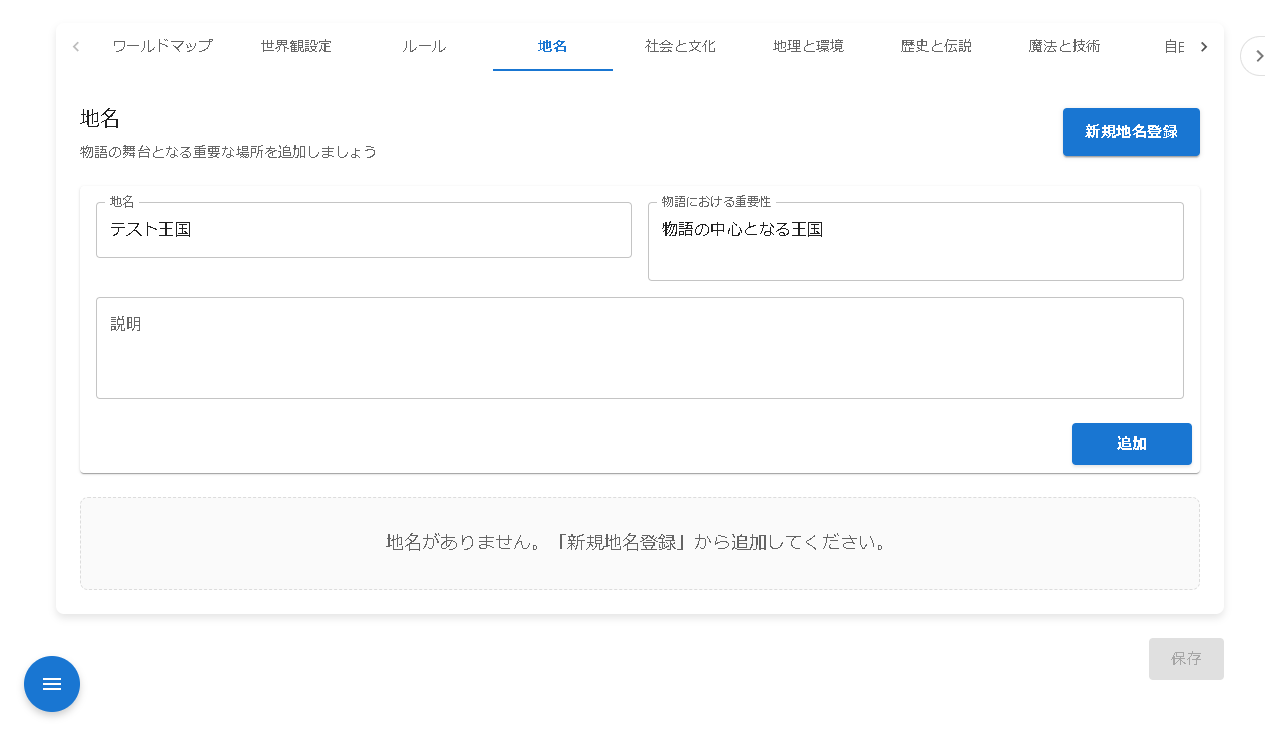 ワールドマップ
世界観設定
ルール
地名
社会と文化
地理と環境
歴史と伝説
魔法と技術
自
地名
新規地名登録
物語の舞台となる重要な場所を追加しましょう
地名
テスト王国
物語における重要性
物語の中心となる王国
説明
追加
地名がありません。「新規地名登録」から追加してください。
保存